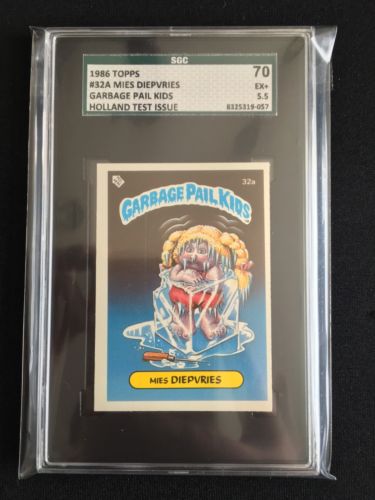 SGC
1986 TOPPS
70
#32A MIES DIEPVRIES
EX+
GARBAGE PAIL KIDS
5.5
HOLLAND TEST ISSUE
8325319-057
32a
GARBAGE PAIL KIDS
MIES DIEPVRIES